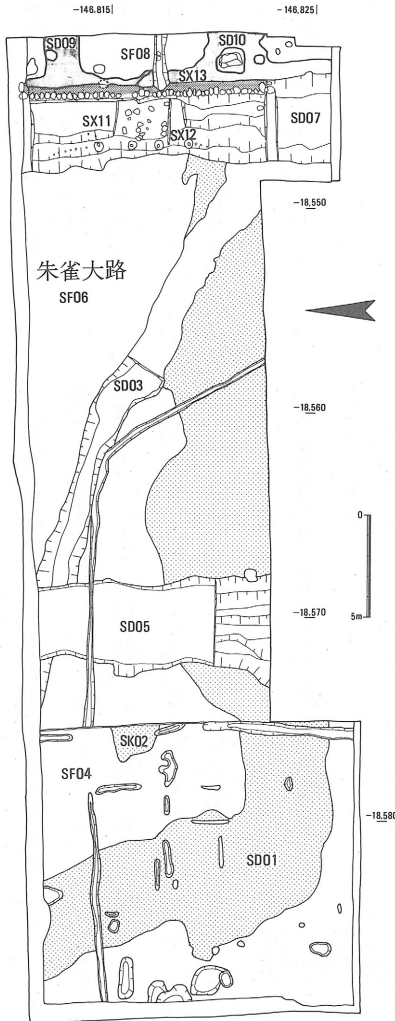 -146.815
-146,825
SD09
SF08
SD10
SX13
SX11
SX12
SD07
-18,550
朱雀大路
SF06
SD03
-18,560
0
5m
-18,570
SD05
SK02
SF04
-18,580
SD01